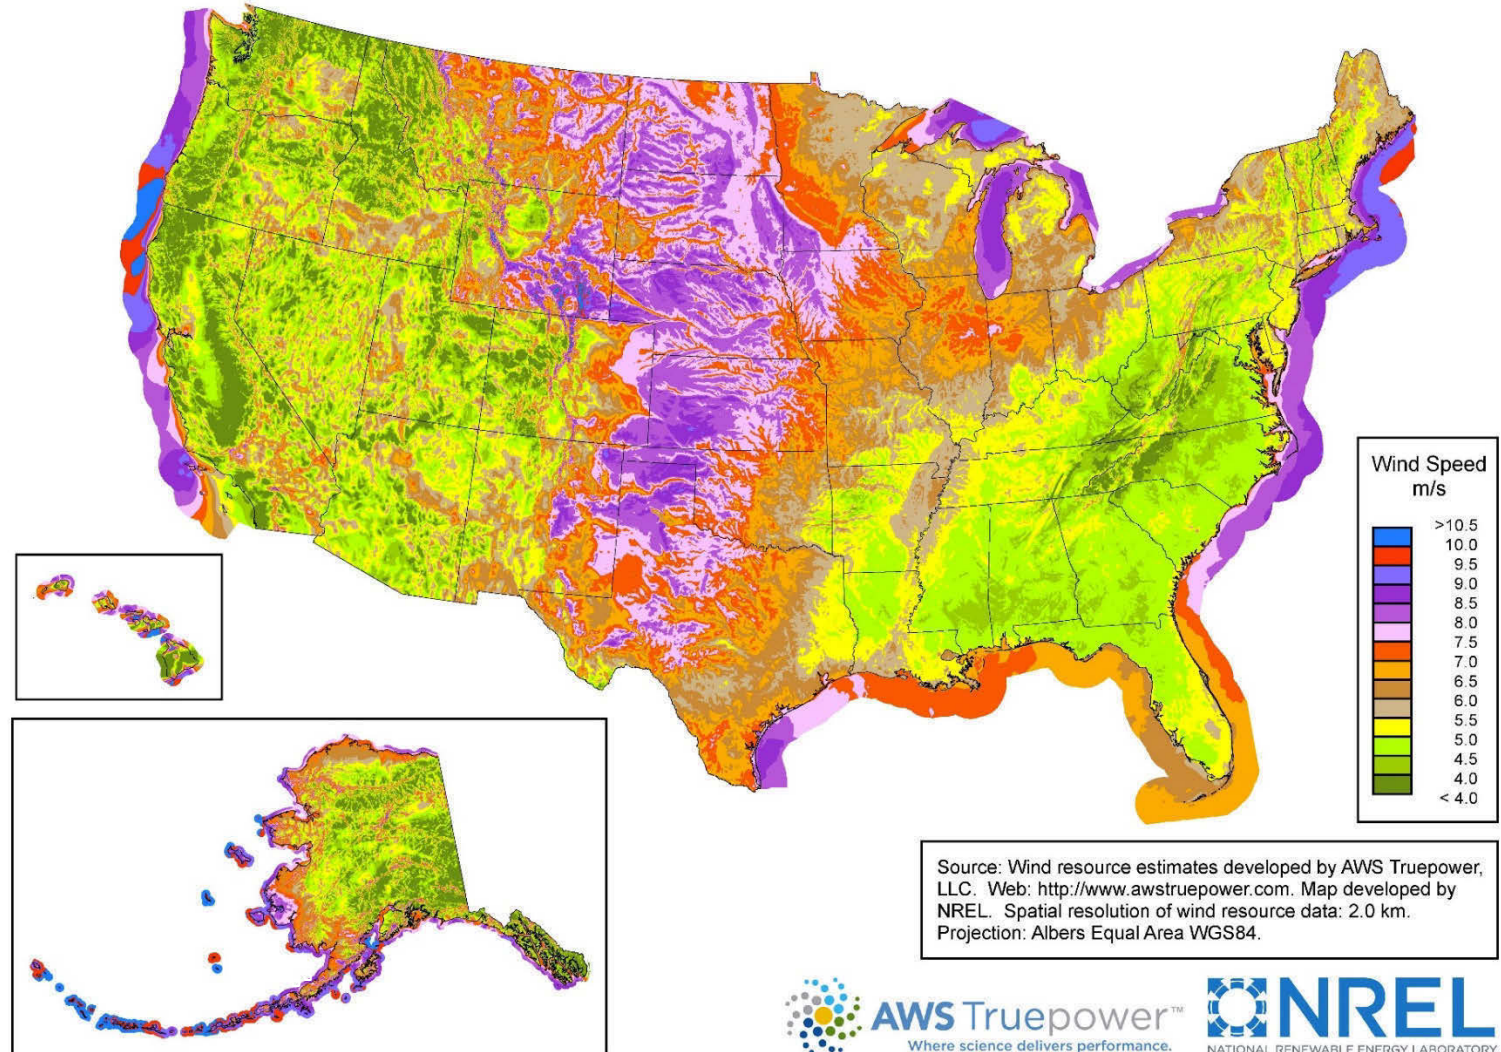 Wind Speed
m/s
>10.5
10.0
9.5
9.0
8.5
8.0
7.5
7.0
6.5
6.0
5.5
5.0
4.5
4.0
< 4.0
Source: Wind resource estimates developed by AWS Truepower,
LLC. Web: http://www.awstruepower.com. Map developed by
NREL. Spatial resolution of wind resource data: 2.0 km.
Projection: Albers Equal Area WGS84.
AWS Truepower™
Where science delivers performance.
NREL
NATIONAL RENEWABLE ENERGY LABORATORY